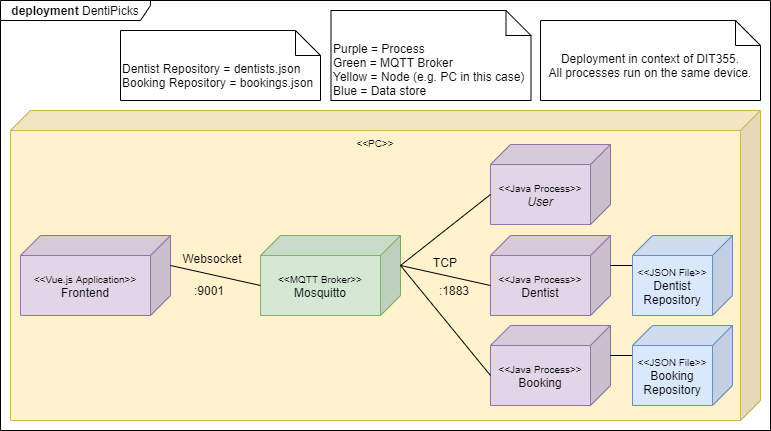 deployment DentiPicks
Dentist Repository = dentists.json
Booking Repository = bookings.json
Purple = Process
Green = MQTT Broker
Yellow = Node (e.g. PC in this case)
Blue = Data store
Deployment in context of DIT355.
All processes run on the same device.
<<PC>>
<<Java Process>>
User
<<Vue.js Application>>
Frontend
Websocket
:9001
<<MQTT Broker>>
Mosquitto
TCP
:1883
<<Java Process>>
Dentist
<<JSON File>>
Dentist
Repository
<<Java Process>>
Booking
<<JSON File>>
Booking
Repository